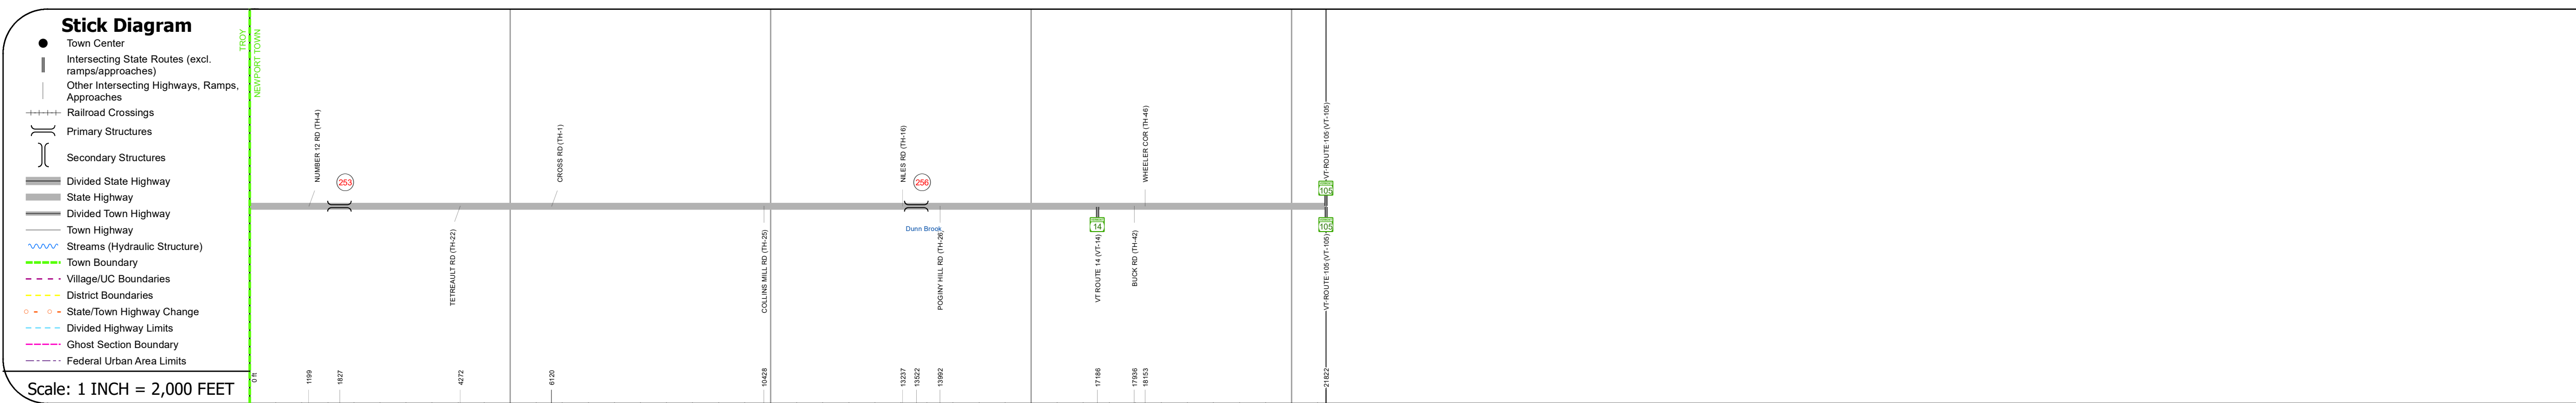 Stick Diagram
Town Center
Intersecting State Routes (excl.
ramps/approaches)
Other Intersecting Highways, Ramps,
Approaches
Railroad Crossings
Primary Structures
Secondary Structures
Divided State Highway
State Highway
Divided Town Highway
Town Highway
Streams (Hydraulic Structure)
Town Boundary
Village/UC Boundaries
District Boundaries
State/Town Highway Change
Divided Highway Limits
Ghost Section Boundary
Federal Urban Area Limits
Scale: 1 INCH = 2,000 FEET
TROY
NEWPORT TOWN
NUMBER 12 RD (TH-4)
253
CROSS RD (TH-1)
NILES RD (TH-16)
256
WHEELER COR (TH-46)
VT-ROUTE 105 (VT-105)
105
TETREAULT RD (TH-22)
COLLINS MILL RD (TH-25)
Dunn Brook
POGINY HILL RD (TH-26)
14
VT ROUTE 14 (VT-14)
BUCK RD (TH-42)
105
VT-ROUTE 105 (VT-105)
0 ft
1199
1827
4272
6120
10428
13237
13522
13992
17186
17936
18153
21822